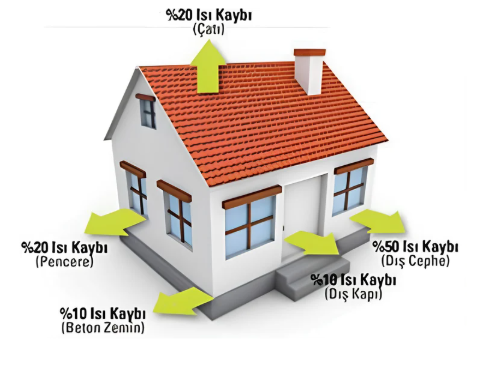 %20 Isı Kaybı
(Çatı)
%20 Isı Kaybı
(Pencere)
%50 Isı Kaybı
(Dış Cephe)
%10 Isı Kaybı
(Dış Kapı)
%10 Isı Kaybı
(Beton Zemin)